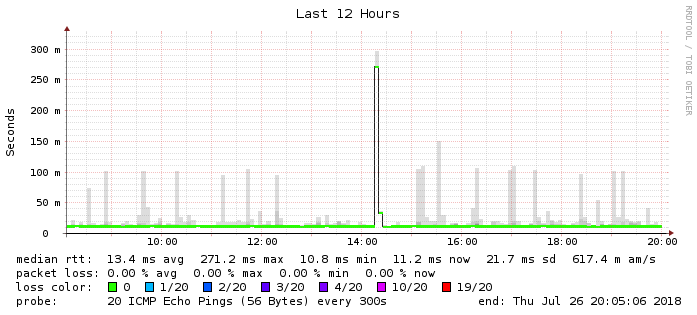 Last 12 Hours
RRDTOOL / TOBI OETIKER
Seconds
300 m
250 m
200 m
150 m
100 m
50 m
0
10:00 12:00 14:00 16:00 18:00 20:00
median rtt: 13.4 ms avg 271.2 ms max 10.8 ms min 11.2 ms now 21.7 ms sd 617.4 m am/s
packet loss: 0.00 % avg 0.00 % max 0.00 % min 0.00 % now
loss color: 0 1/20 2/20 3/20 4/20 10/20 19/20
probe: 20 ICMP Echo Pings (56 Bytes) every 300s end: Thu Jul 26 20:05:06 2018